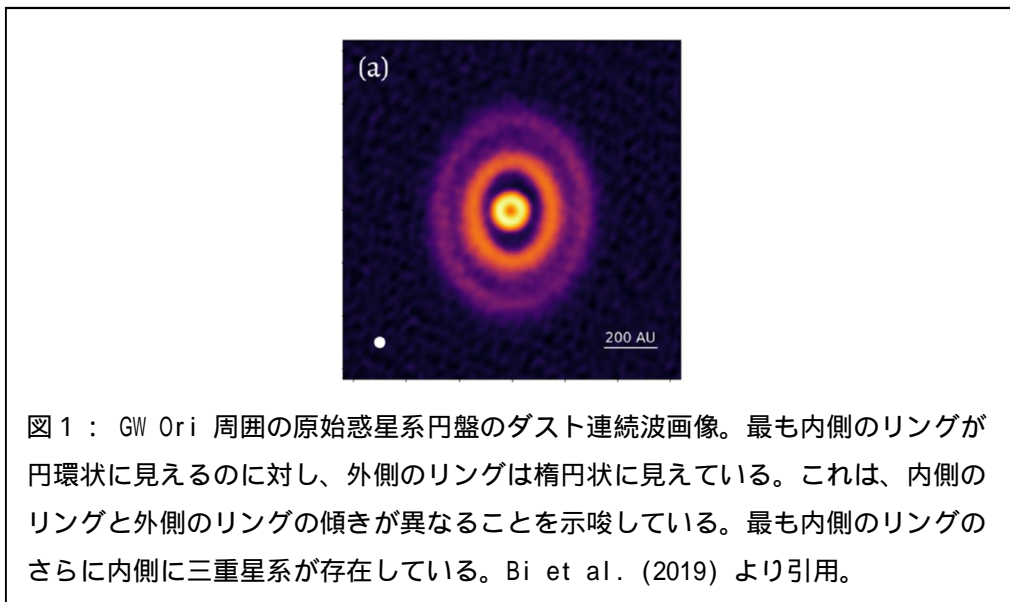 (a)
200 AU
図1: GW Ori 周囲の原始惑星系円盤のダスト連続波画像。最も内側のリングが
円環状に見えるのに対し、外側のリングは楕円状に見えている。これは、内側の
リングと外側のリングの傾きが異なることを示唆している。最も内側のリングの
さらに内側に三重星系が存在している。Bi et al. (2019) より引用。